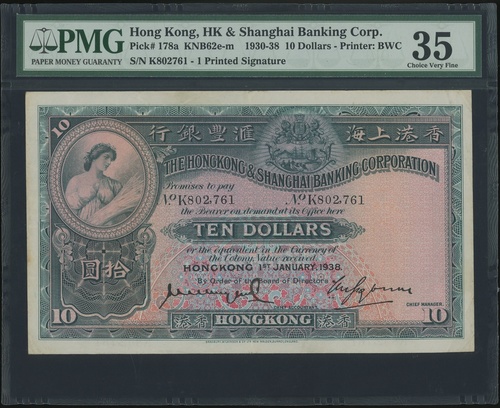 PMG
PAPER MONEY GUARANTY
Hong Kong, HK & Shanghai Banking Corp.
Pick# 178a KNB62e-m 1930-38 10 Dollars - Printer: BWC
S/N K802761 - 1 Printed Signature
35
Choice Very Fine
10
行銀豐滙 海上港香
THE HONGKONG & SHANGHAI BANKING CORPORATION
Promises to pay
No K802,761 No K802,761
the Bearer on demand at its Office here
TEN DOLLARS
or the equivalent in the Currency of
the Colony, Value received.
HONGKONG 1ST JANUARY, 1938.
By Order of the Board of Directors
圓拾
CHIEF MANAGER.
10 港香 HONGKONG 港香 10